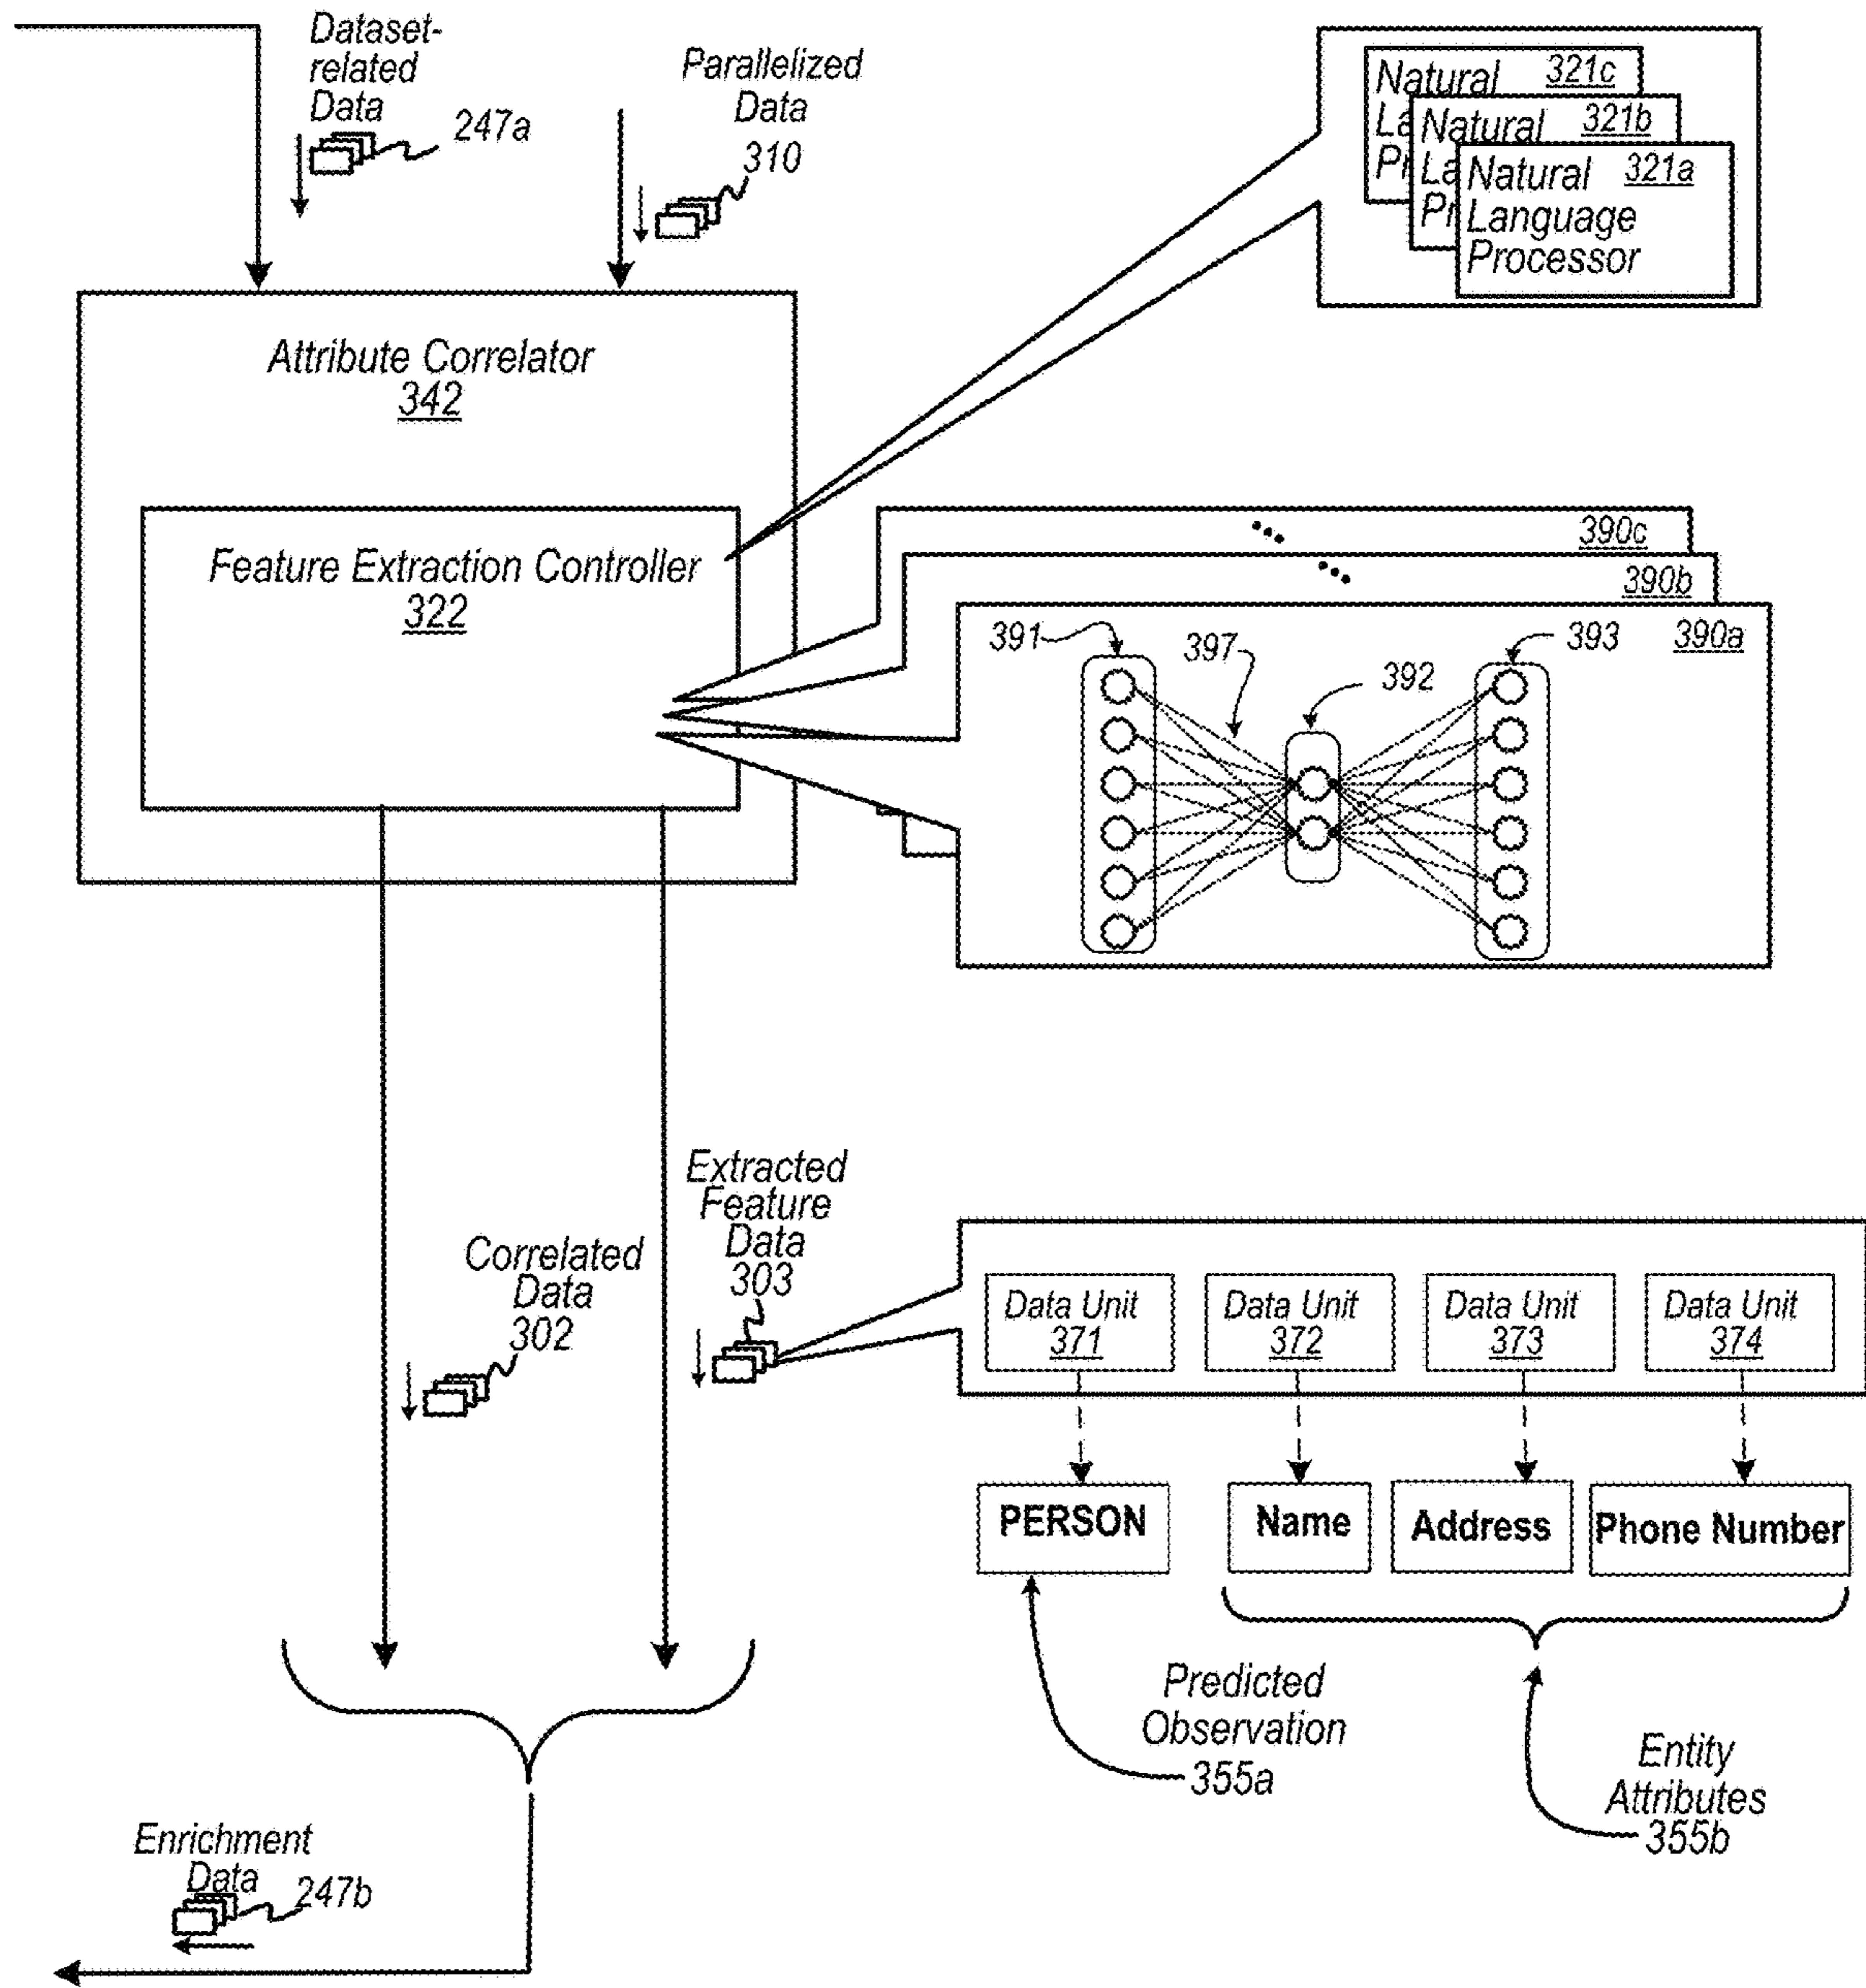 Dataset-
related
Data
247a
Parallelized
Data
310
Natural 321c
La
Pr
Natural 321b
La
Pr
Natural 321a
Language
Processor
Attribute Correlator
342
Feature Extraction Controller
322
390c
390b
390a
391
397
392
393
Extracted
Feature
Data
303
Correlated
Data
302
Data Unit
371
Data Unit
372
Data Unit
373
Data Unit
374
PERSON
Name
Address
Phone Number
Predicted
Observation
355a
Entity
Attributes
355b
Enrichment
Data
247b